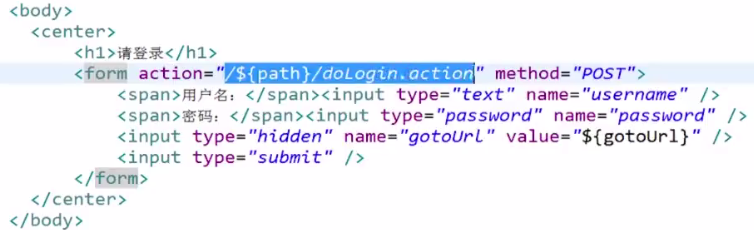 <body>
<center>
<h1>请登录</h1>
<form action="/${path}/doLogin.action" method="POST">
<span>用户名：</span><input type="text" name="username" />
<span>密码：</span><input type="password" name="password" />
<input type="hidden" name="gotoUrl" value="${gotoUrl}" />
<input type="submit" />
</form>
</center>
</body>